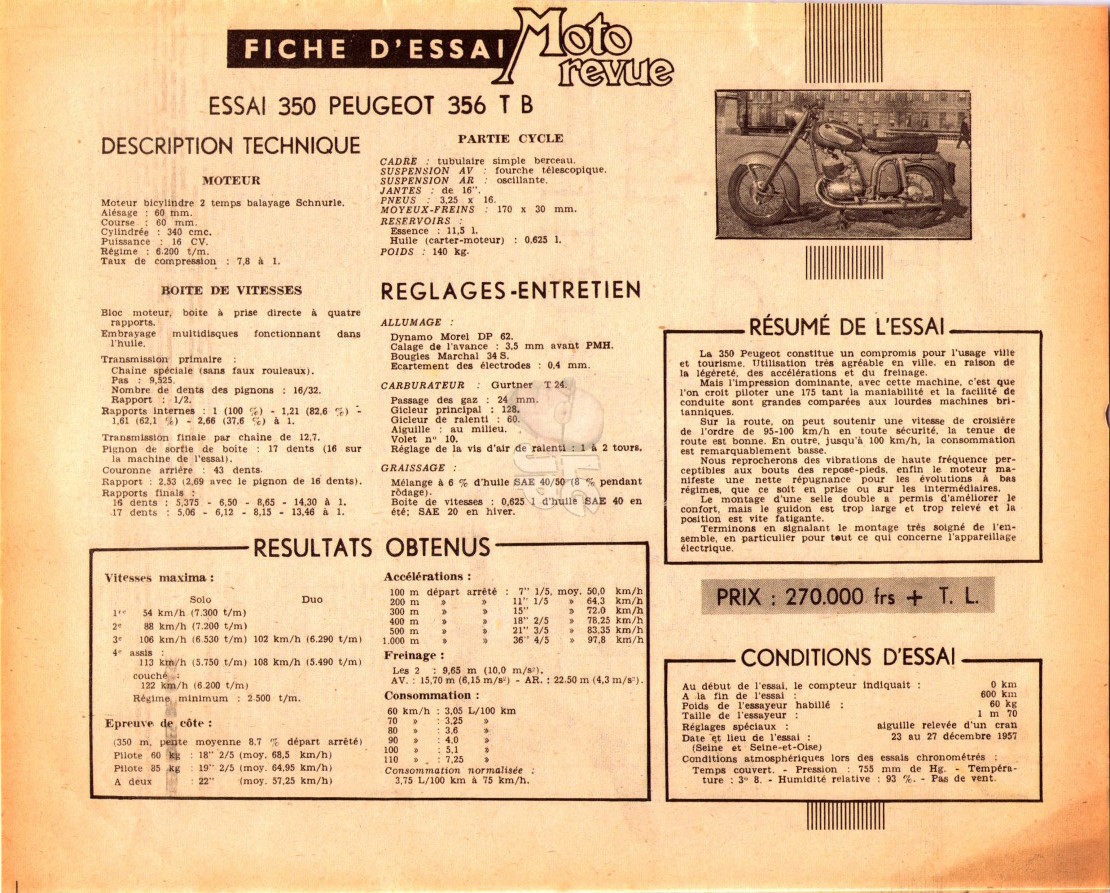 FICHE D'ESSAI Moto revue
ESSAI 350 PEUGEOT 356 T B
DESCRIPTION TECHNIQUE
MOTEUR
Moteur bicylindre 2 temps balayage Schnurle.
Alésage : 60 mm.
Course : 60 mm.
Cylindrée : 340 cmc.
Puissance : 16 CV.
Régime : 6.200 t/m.
Taux de compression : 7,8 à 1.
BOITE DE VITESSES
Bloc moteur, boite à prise directe à quatre
rapports.
Embrayage multidisques fonctionnant dans
l'huile.
Transmission primaire :
Chaine spéciale (sans faux rouleaux).
Pas : 9,525.
Nombre de dents des pignons : 16/32.
Rapport : 1/2.
Rapports internes : 1 (100 %) - 1,21 (82,6 %) -
1,61 (62,1 %) - 2,66 (37,6 %) à 1.
Transmission finale par chaine de 12,7.
Pignon de sortie de boite : 17 dents (16 sur
la machine de l'essai).
Couronne arrière : 43 dents.
Rapport : 2,53 (2,69 avec le pignon de 16 dents).
Rapports finals :
16 dents : 5,375 - 6,50 - 8,65 - 14,30 à 1.
17 dents : 5,06 - 6,12 - 8,15 - 13,46 à 1.
PARTIE CYCLE
CADRE : tubulaire simple berceau.
SUSPENSION AV : fourche télescopique.
SUSPENSION AR : oscillante.
JANTES : de 16".
PNEUS : 3,25 x 16.
MOYEUX-FREINS : 170 x 30 mm.
RESERVOIRS :
Essence : 11,5 l.
Huile (carter-moteur) : 0,625 l.
POIDS : 140 kg.
REGLAGES-ENTRETIEN
ALLUMAGE :
Dynamo Morel DP 62.
Calage de l'avance : 3,5 mm avant PMH.
Bougies Marchal 34 S.
Ecartement des électrodes : 0,4 mm.
CARBURATEUR : Gurtner T 24.
Passage des gaz : 24 mm.
Gicleur principal : 128.
Gicleur de ralenti : 60.
Aiguille : au milieu.
Volet n° 10.
Réglage de la vis d'air de ralenti : 1 à 2 tours.
GRAISSAGE :
Mélange à 6 % d'huile SAE 40/50 (8 % pendant
rôdage).
Boite de vitesses : 0,625 l d'huile SAE 40 en
été; SAE 20 en hiver.
RESULTATS OBTENUS
Vitesses maxima :
Solo Duo
1re 54 km/h (7.300 t/m)
2e 88 km/h (7.200 t/m)
3e 106 km/h (6.530 t/m) 102 km/h (6.290 t/m)
4e assis :
113 km/h (5.750 t/m) 108 km/h (5.490 t/m)
couché :
122 km/h (6.200 t/m)
Régime minimum : 2.500 t/m.
Epreuve de côte :
(350 m, pente moyenne 8.7 % départ arrêté)
Pilote 60 kg : 18" 2/5 (moy. 68,5 km/h)
Pilote 85 kg : 19" 2/5 (moy. 64,95 km/h)
A deux : 22" (moy. 57,25 km/h)
Accélérations :
100 m départ arrêté : 7" 1/5, moy. 50,0 km/h
200 m » » 11" 1/5 » 64,3 km/h
300 m » » 15" » 72.0 km/h
400 m » » 18" 2/5 » 78,25 km/h
500 m » » 21" 3/5 » 83,35 km/h
1.000 m » » 36" 4/5 » 97,8 km/h
Freinage :
Les 2 : 9,65 m (10,0 m/s²).
AV. : 15,70 m (6,15 m/s²) - AR. : 22.50 m (4,3 m/s²).
Consommation :
60 km/h : 3,05 L/100 km
70 » : 3,25 »
80 » : 3,6 »
90 » : 4,0 »
100 » : 5,1 »
110 » : 7,25 »
Consommation normalisée :
3,75 L/100 km à 75 km/h.
RÉSUMÉ DE L'ESSAI
La 350 Peugeot constitue un compromis pour l'usage ville
et tourisme. Utilisation très agréable en ville, en raison de
la légèreté, des accélérations et du freinage.
Mais l'impression dominante, avec cette machine, c'est que
l'on croit piloter une 175 tant la maniabilité et la facilité de
conduite sont grandes comparées aux lourdes machines bri-
tanniques.
Sur la route, on peut soutenir une vitesse de croisière
de l'ordre de 95-100 km/h en toute sécurité, la tenue de
route est bonne. En outre, jusqu'à 100 km/h, la consommation
est remarquablement basse.
Nous reprocherons des vibrations de haute fréquence per-
ceptibles aux bouts des repose-pieds, enfin le moteur ma-
nifeste une nette répugnance pour les évolutions à bas
régimes, que ce soit en prise ou sur les intermédiaires.
Le montage d'une selle double a permis d'améliorer le
confort, mais le guidon est trop large et trop relevé et la
position est vite fatigante.
Terminons en signalant le montage très soigné de l'en-
semble, en particulier pour tout ce qui concerne l'appareillage
électrique.
PRIX : 270.000 frs + T. L.
CONDITIONS D'ESSAI
Au début de l'essai, le compteur indiquait : 0 km
A la fin de l'essai : 600 km
Poids de l'essayeur habillé : 60 kg
Taille de l'essayeur : 1 m 70
Réglages spéciaux : aiguille relevée d'un cran
Date et lieu de l'essai : 23 au 27 décembre 1957
(Seine et Seine-et-Oise)
Conditions atmosphériques lors des essais chronométrés :
Temps couvert. - Pression : 755 mm de Hg. - Tempéra-
ture : 3° 8. - Humidité relative : 93 %. - Pas de vent.